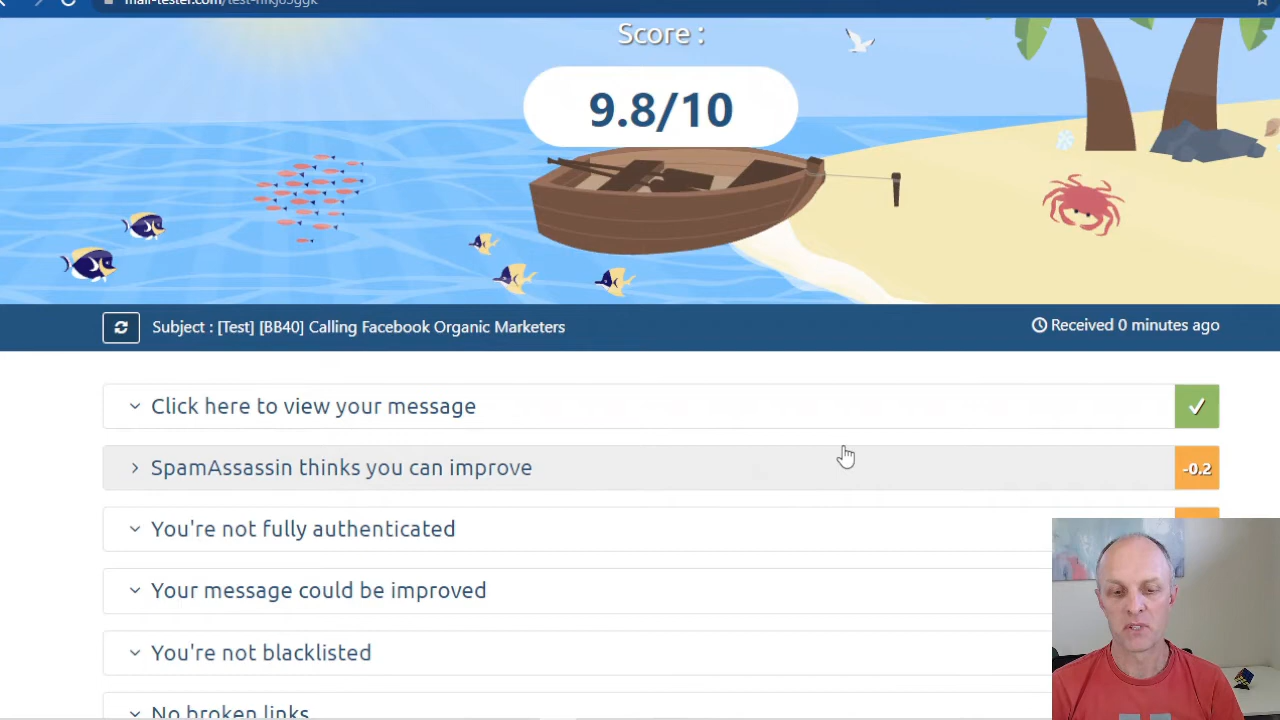 Score :
9.8/10
Subject : [Test] [BB40] Calling Facebook Organic Marketers
Received 0 minutes ago
Click here to view your message
SpamAssassin thinks you can improve
-0.2
You're not fully authenticated
Your message could be improved
You're not blacklisted
No broken links